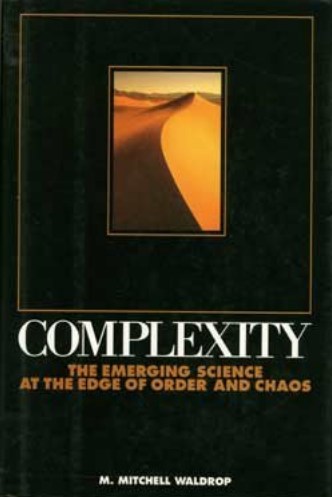 COMPLEXITY
THE EMERGING SCIENCE
AT THE EDGE OF ORDER AND CHAOS
M. MITCHELL WALDROP